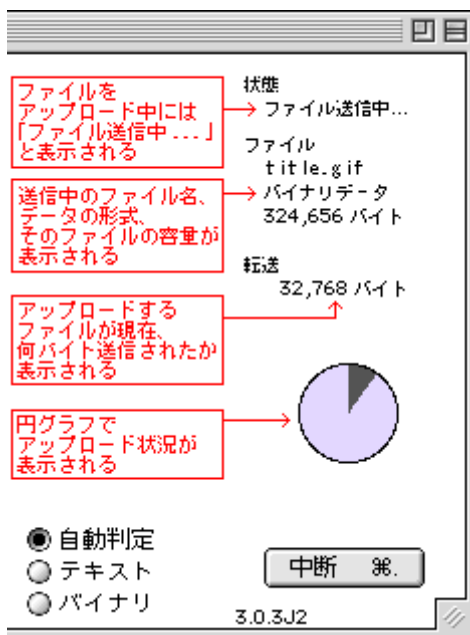 ファイルを
アップロード中には
「ファイル送信中...」
と表示される
状態
ファイル送信中...
ファイル
title.gif
バイナリデータ
324,656 バイト
送信中のファイル名、
データの形式、
そのファイルの容量が
表示される
転送
32,768 バイト
アップロードする
ファイルが現在、
何バイト送信されたか
表示される
円グラフで
アップロード状況が
表示される
自動判定
テキスト
バイナリ
中断 ⌘.
3.0.3J2